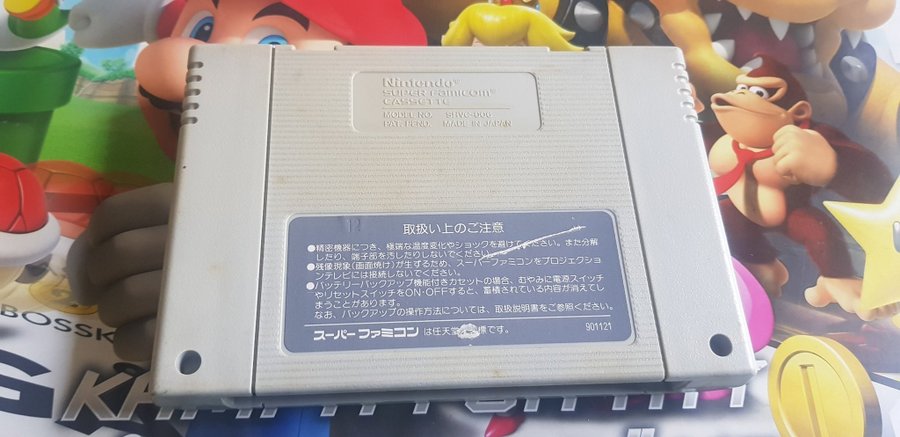 Nintendo®
SUPER Famicom®
CASSETTE
MODEL NO. SHVC-006
PAT. PEND. MADE IN JAPAN
12
取扱い上のご注意
●精密機器につき、極端な温度変化やショックを避けてください。また分解
したり、端子部を汚したりしないでください。
●残像現象(画面焼け)が生ずるため、スーパーファミコンをプロジェクショ
ンテレビには接続しないでください。
●バッテリーバックアップ機能付きカセットの場合、むやみに電源スイッチ
やリセットスイッチをON・OFFすると、蓄積されている内容が消えてし
まうことがあります。
なお、バックアップの操作方法については、取扱説明書をご参照ください。
スーパーファミコン は任天堂 標です。
901121
BOSSK